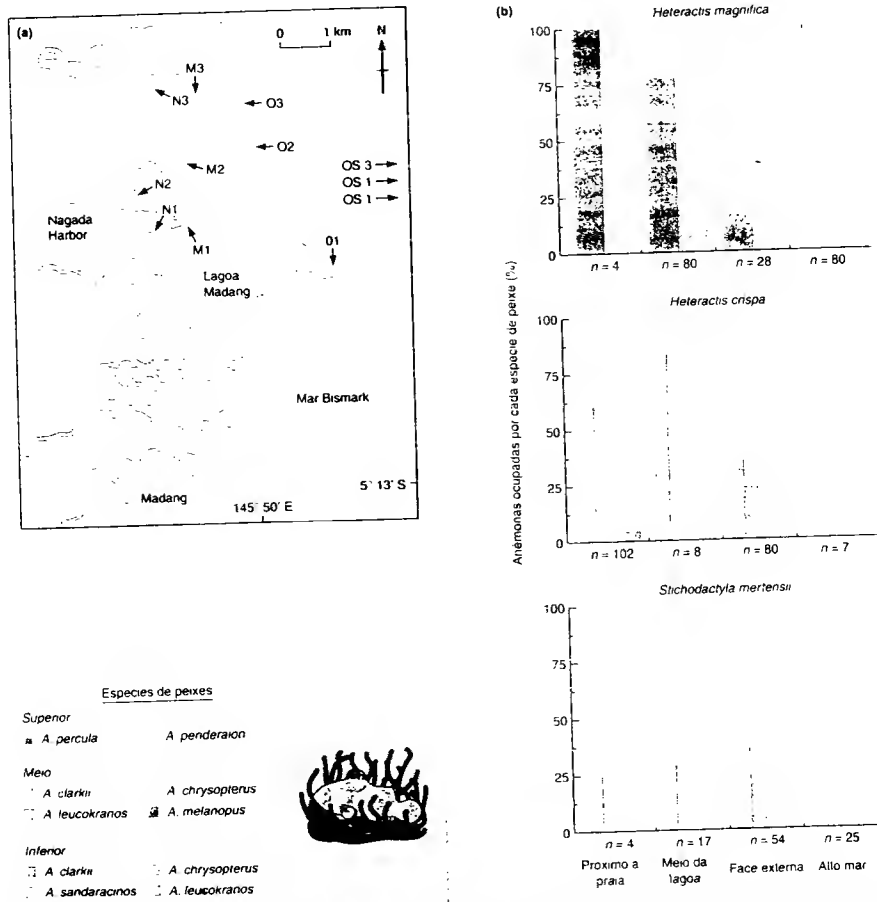 (a)
0 1 km N
M3
N3
O3
O2
M2
OS 3
OS 1
OS 1
N2
N1
Nagada
Harbor
M1
01
Lagoa
Madang
Mar Bismark
5° 13' S
Madang
145° 50' E
Espécies de peixes
Superior
A. percula A. penderaion
Meio
A. clarkii A. chrysopterus
A. leucokranos A. melanopus
Inferior
A. clarkii A. chrysopterus
A. sandaracinos A. leucokranos
(b)
Anêmonas ocupadas por cada espécie de peixe (%)
Heteractis magnifica
100
75
50
25
0
n = 4 n = 80 n = 28 n = 80
Heteractis crispa
100
75
50
25
0
n = 102 n = 8 n = 80 n = 7
Stichodactyla mertensii
100
75
50
25
0
n = 4 n = 17 n = 54 n = 25
Próximo a
praia
Meio da
lagoa
Face externa
Alto mar